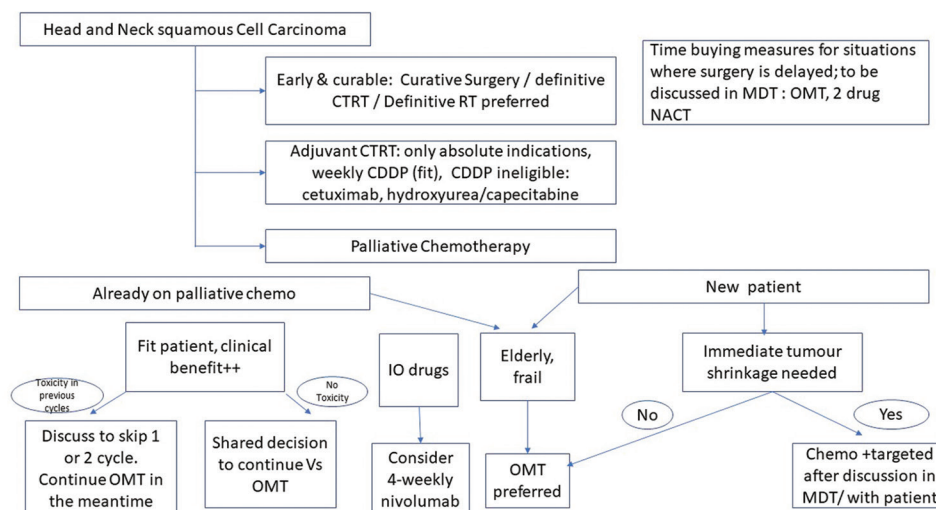 Head and Neck squamous Cell Carcinoma
Early & curable: Curative Surgery / definitive
CTRT / Definitive RT preferred
Time buying measures for situations
where surgery is delayed; to be
discussed in MDT : OMT, 2 drug
NACT
Adjuvant CTRT: only absolute indications,
weekly CDDP (fit), CDDP ineligible:
cetuximab, hydroxyurea/capecitabine
Palliative Chemotherapy
Already on palliative chemo
New patient
Fit patient, clinical
benefit++
IO drugs
Elderly,
frail
Immediate tumour
shrinkage needed
Toxicity in
previous
cycles
No
Toxicity
No
Yes
Discuss to skip 1
or 2 cycle.
Continue OMT in
the meantime
Shared decision
to continue Vs
OMT
Consider
4-weekly
nivolumab
OMT
preferred
Chemo +targeted
after discussion in
MDT/ with patient